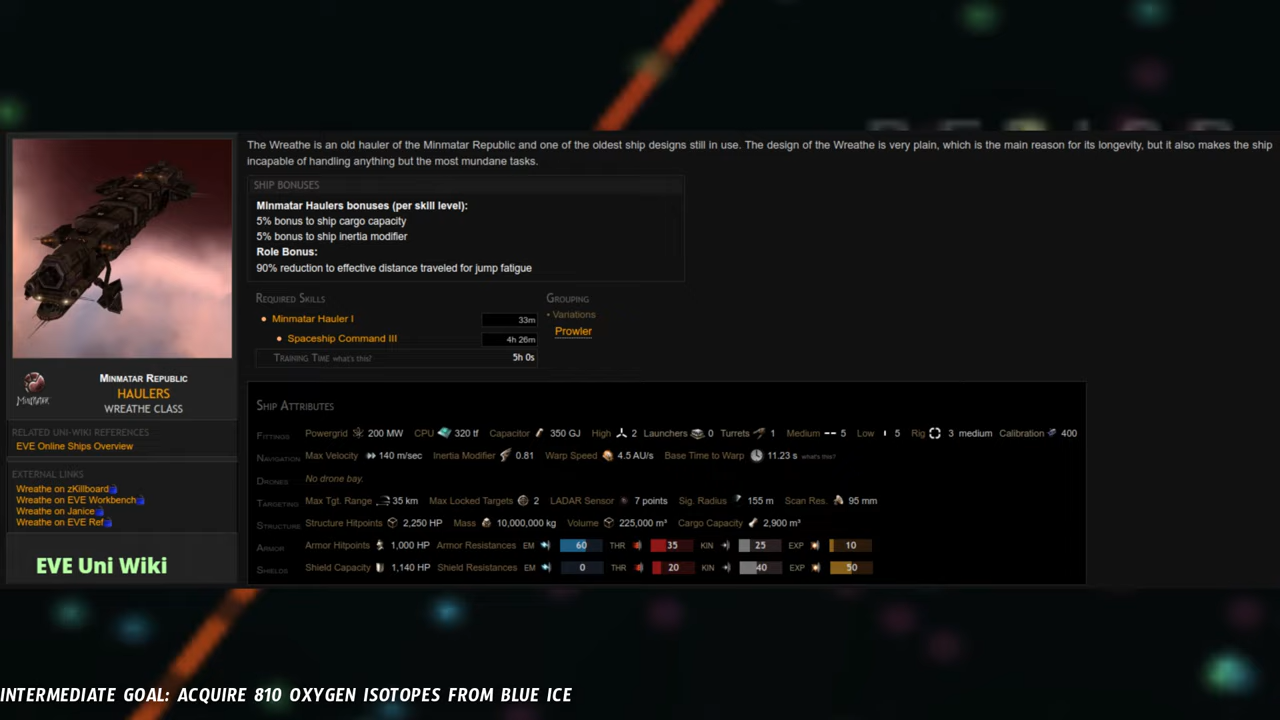 The Wreathe is an old hauler of the Minmatar Republic and one of the oldest ship designs still in use. The design of the Wreathe is very plain, which is the main reason for its longevity, but it also makes the ship
incapable of handling anything but the most mundane tasks.
SHIP BONUSES
Minmatar Haulers bonuses (per skill level):
5% bonus to ship cargo capacity
5% bonus to ship inertia modifier
Role Bonus:
90% reduction to effective distance traveled for jump fatigue
REQUIRED SKILLS
Minmatar Hauler I 33m
Spaceship Command III 4h 26m
TRAINING TIME what's this? 5h 0s
GROUPING
• Variations
Prowler
MINMATAR
MINMATAR REPUBLIC
HAULERS
WREATHE CLASS
RELATED UNI-WIKI REFERENCES
EVE Online Ships Overview
EXTERNAL LINKS
Wreathe on zKillboard
Wreathe on EVE Workbench
Wreathe on Janice
Wreathe on EVE Ref
EVE Uni Wiki
SHIP ATTRIBUTES
FITTINGS Powergrid 200 MW CPU 320 tf Capacitor 350 GJ High 2 Launchers 0 Turrets 1 Medium 5 Low 5 Rig 3 medium Calibration 400
NAVIGATION Max Velocity 140 m/sec Inertia Modifier 0.81 Warp Speed 4.5 AU/s Base Time to Warp 11.23 s what's this?
DRONES No drone bay.
TARGETING Max Tgt. Range 35 km Max Locked Targets 2 LADAR Sensor 7 points Sig. Radius 155 m Scan Res. 95 mm
STRUCTURE Structure Hitpoints 2,250 HP Mass 10,000,000 kg Volume 225,000 m³ Cargo Capacity 2,900 m³
ARMOR Armor Hitpoints 1,000 HP Armor Resistances EM 60 THR 35 KIN 25 EXP 10
SHIELDS Shield Capacity 1,140 HP Shield Resistances EM 0 THR 20 KIN 40 EXP 50
INTERMEDIATE GOAL: ACQUIRE 810 OXYGEN ISOTOPES FROM BLUE ICE